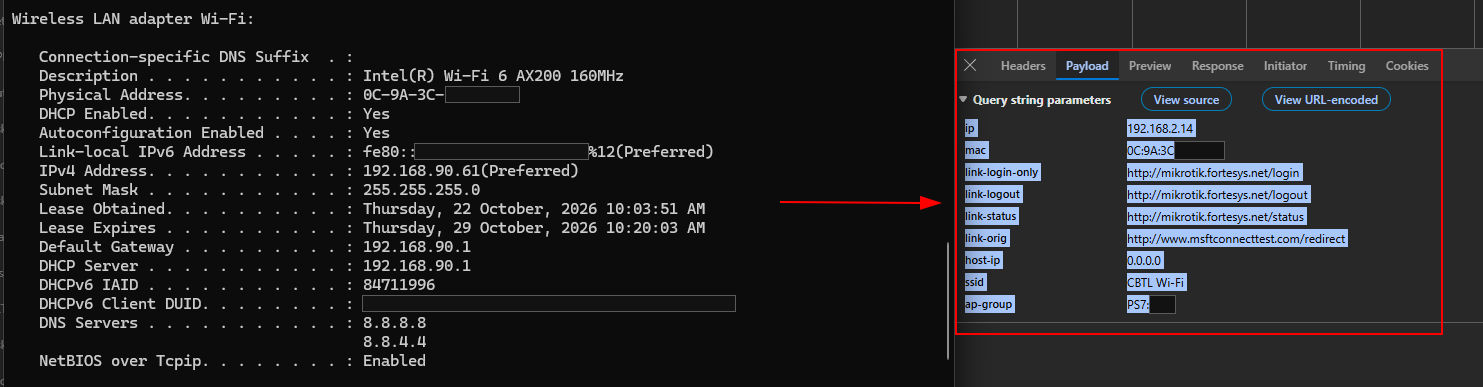 Wireless LAN adapter Wi-Fi:
Connection-specific DNS Suffix  . :
Description . . . . . . . . . . . : Intel(R) Wi-Fi 6 AX200 160MHz
Physical Address. . . . . . . . . : 0C-9A-3C-
DHCP Enabled. . . . . . . . . . . : Yes
Autoconfiguration Enabled . . . . : Yes
Link-local IPv6 Address . . . . . : fe80:: %12(Preferred)
IPv4 Address. . . . . . . . . . . : 192.168.90.61(Preferred)
Subnet Mask . . . . . . . . . . . : 255.255.255.0
Lease Obtained. . . . . . . . . . : Thursday, 22 October, 2026 10:03:51 AM
Lease Expires . . . . . . . . . . : Thursday, 29 October, 2026 10:20:03 AM
Default Gateway . . . . . . . . . : 192.168.90.1
DHCP Server . . . . . . . . . . . : 192.168.90.1
DHCPv6 IAID . . . . . . . . . . . : 84711996
DHCPv6 Client DUID. . . . . . . . :
DNS Servers . . . . . . . . . . . : 8.8.8.8
8.8.4.4
NetBIOS over Tcpip. . . . . . . . : Enabled
Headers Payload Preview Response Initiator Timing Cookies
Query string parameters View source View URL-encoded
ip 192.168.2.14
mac 0C:9A:3C
link-login-only http://mikrotik.fortesys.net/login
link-logout http://mikrotik.fortesys.net/logout
link-status http://mikrotik.fortesys.net/status
link-orig http://www.msftconnecttest.com/redirect
host-ip 0.0.0.0
ssid CBTL Wi-Fi
ap-group PS7: